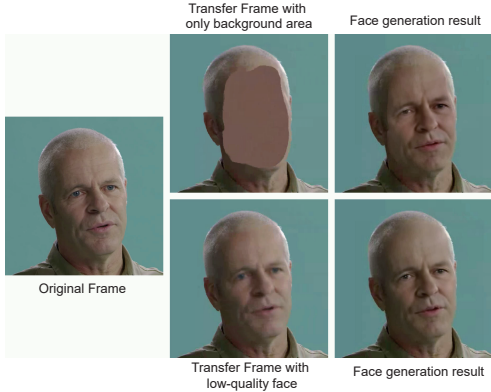 Transfer Frame with
only background area
Face generation result
Original Frame
Transfer Frame with
low-quality face
Face generation result